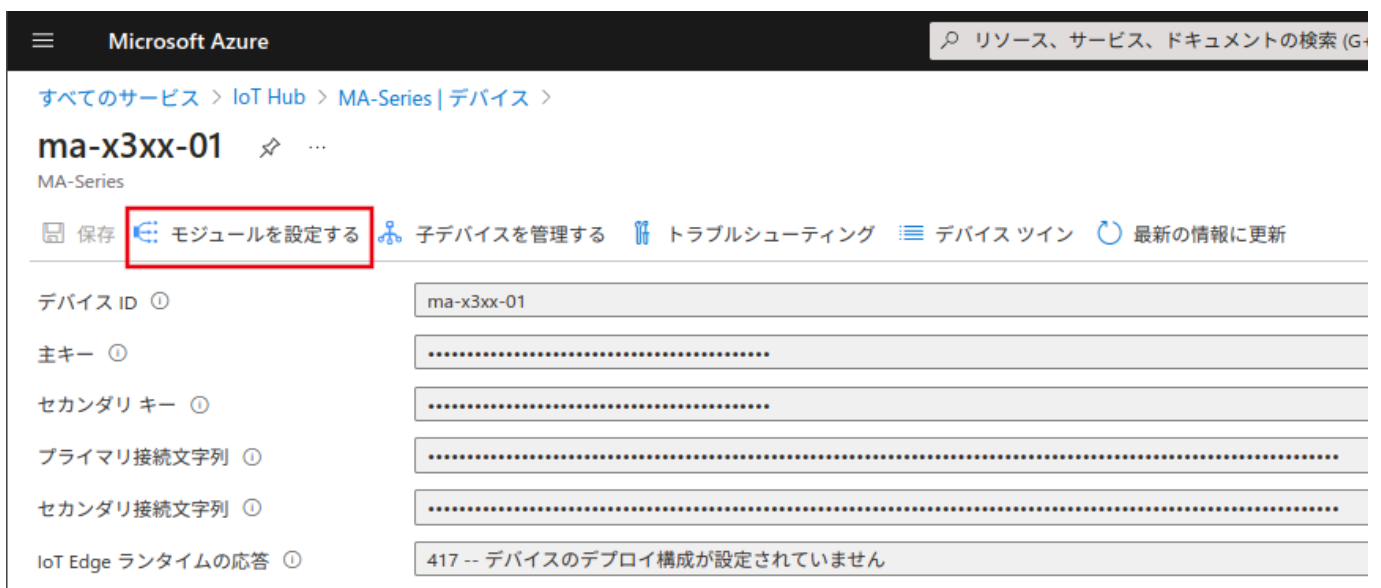 Microsoft Azure
リソース、サービス、ドキュメントの検索 (G+
すべてのサービス > IoT Hub > MA-Series | デバイス >
ma-x3xx-01 ...
MA-Series
保存 モジュールを設定する 子デバイスを管理する トラブルシューティング デバイス ツイン 最新の情報に更新
デバイス ID ma-x3xx-01
主キー
セカンダリ キー
プライマリ接続文字列
セカンダリ接続文字列
IoT Edge ランタイムの応答 417 -- デバイスのデプロイ構成が設定されていません